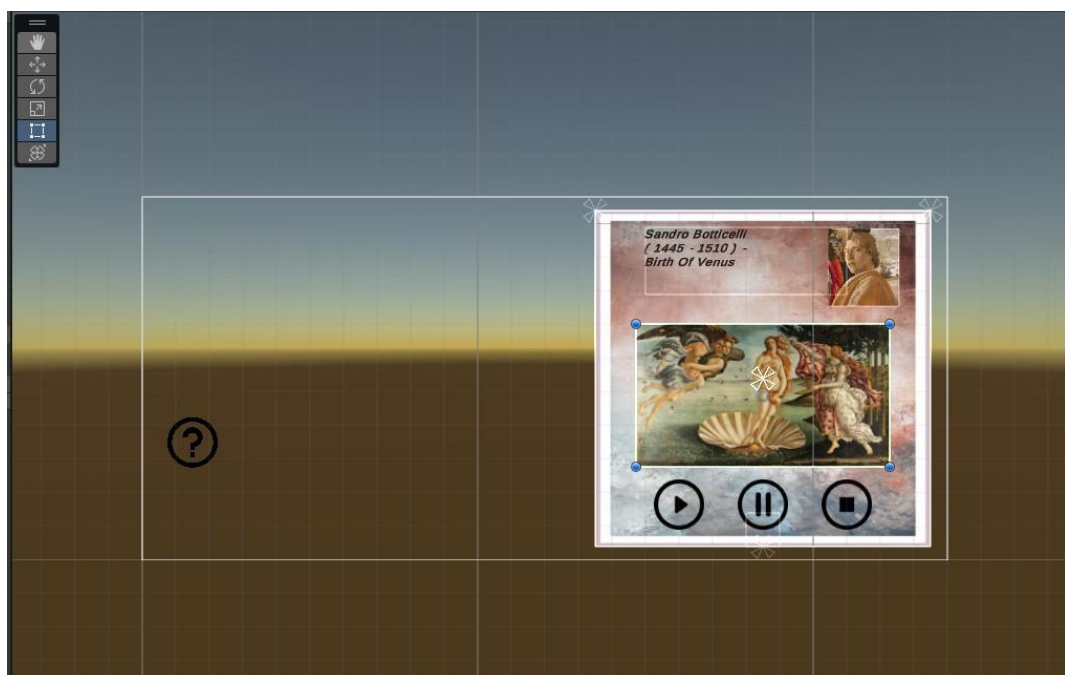 Sandro Botticelli
( 1445 - 1510 ) -
Birth Of Venus
?